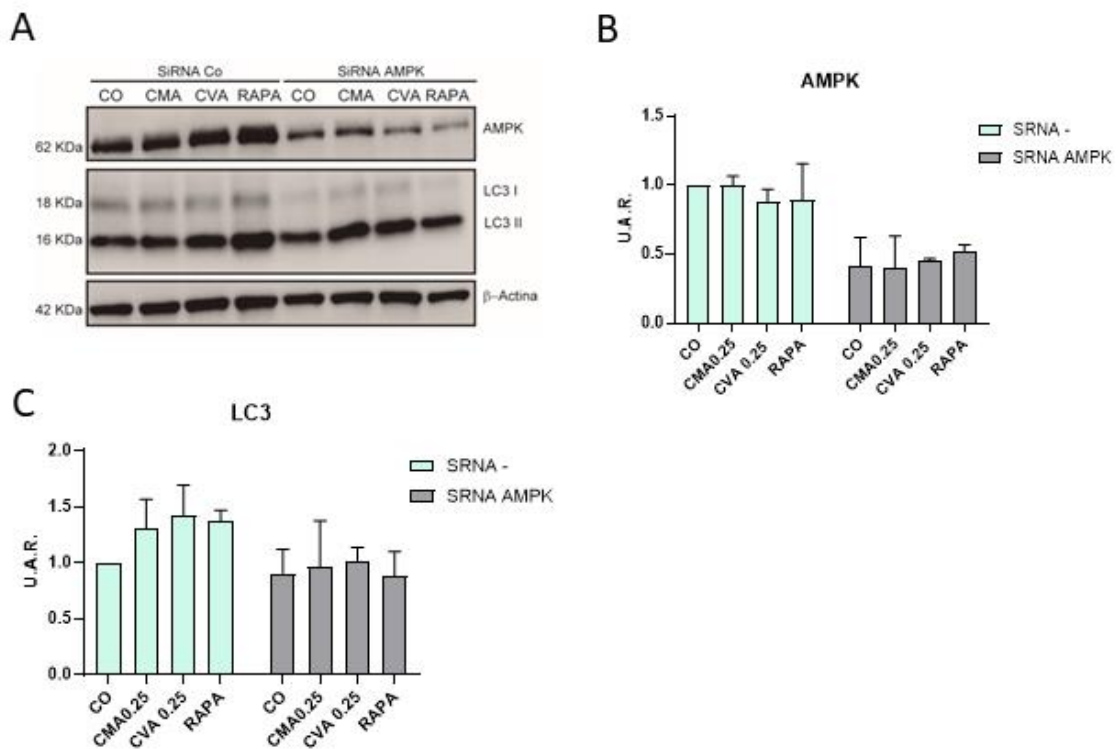 A
SiRNA Co SiRNA AMPK
CO CMA CVA RAPA CO CMA CVA RAPA
62 KDa AMPK
18 KDa LC3 I
16 KDa LC3 II
42 KDa β-Actina
B
AMPK
U.A.R.
1.5
1.0
0.5
0.0
CO CMA0.25 CVA 0.25 RAPA CO CMA0.25 CVA 0.25 RAPA
SRNA -
SRNA AMPK
C
LC3
U.A.R.
2.0
1.5
1.0
0.5
0.0
CO CMA0.25 CVA 0.25 RAPA CO CMA0.25 CVA 0.25 RAPA
SRNA -
SRNA AMPK